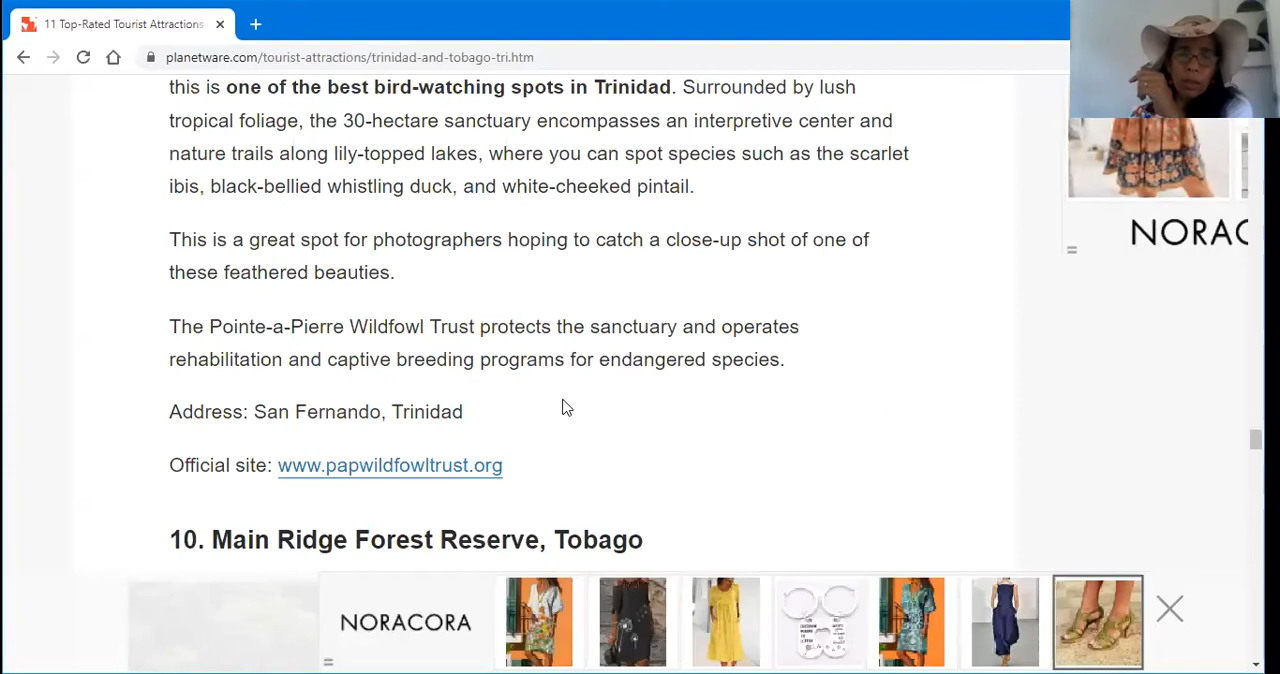 11 Top-Rated Tourist Attractions
planetware.com/tourist-attractions/trinidad-and-tobago-tri.htm
this is one of the best bird-watching spots in Trinidad. Surrounded by lush
tropical foliage, the 30-hectare sanctuary encompasses an interpretive center and
nature trails along lily-topped lakes, where you can spot species such as the scarlet
ibis, black-bellied whistling duck, and white-cheeked pintail.
This is a great spot for photographers hoping to catch a close-up shot of one of
these feathered beauties.
The Pointe-a-Pierre Wildfowl Trust protects the sanctuary and operates
rehabilitation and captive breeding programs for endangered species.
Address: San Fernando, Trinidad
Official site: www.papwildfowltrust.org
10. Main Ridge Forest Reserve, Tobago
NORAC
NORACORA